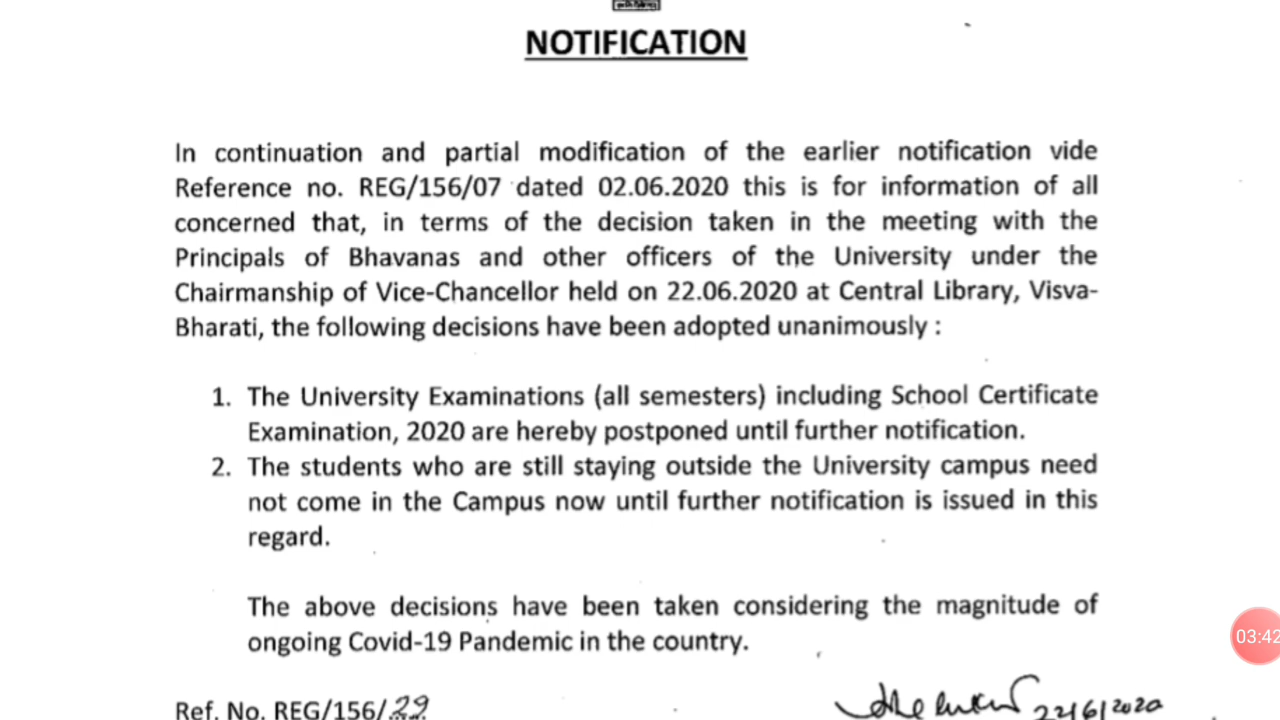 NOTIFICATION
In continuation and partial modification of the earlier notification vide
Reference no. REG/156/07 dated 02.06.2020 this is for information of all
concerned that, in terms of the decision taken in the meeting with the
Principals of Bhavanas and other officers of the University under the
Chairmanship of Vice-Chancellor held on 22.06.2020 at Central Library, Visva-
Bharati, the following decisions have been adopted unanimously :
1. The University Examinations (all semesters) including School Certificate
Examination, 2020 are hereby postponed until further notification.
2. The students who are still staying outside the University campus need
not come in the Campus now until further notification is issued in this
regard.
The above decisions have been taken considering the magnitude of
ongoing Covid-19 Pandemic in the country.
03:42
Ref. No. REG/156/29
22/6/2020